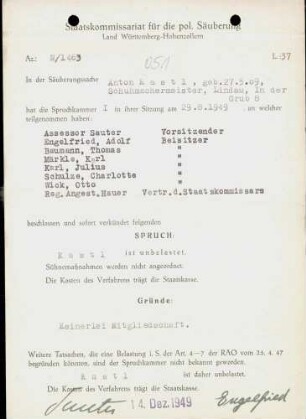 Staatskommissariat für die pol. Säuberung
Land Württemberg-Hohenzollern
Az: B/1463
051
L 37
In der Säuberungssache Anton Kastl, geb.27.5.09,
Schuhmachermeister, Lindau, In der
Grub 8
hat die Spruchkammer I in ihrer Sitzung am 29.8.1949 an welcher
teilgenommen haben:
Assessor Sauter Vorsitzender
Engelfried, Adolf Beisitzer
Baumann, Thomas "
Märkle, Karl "
Karl, Julius "
Schulze, Charlotte "
Wick, Otto "
Reg.Angest.Hauer Vertr.d.Staatskommissars
beschlossen und sofort verkündet folgenden
SPRUCH:
Kastl
ist unbelastet.
Sühnemaßnahmen werden nicht angeordnet.
Die Kosten des Verfahrens trägt die Staatskasse.
Gründe:
Keinerlei Mitgliedschaft.
Weitere Tatsachen, die eine Belastung i. S. der Art. 4-7 der RAO vom 25. 4. 47
begründen könnten, sind der Spruchkammer nicht bekannt geworden.
Kastl ist daher unbelastet.
Die Kosten des Verfahrens trägt die Staatskasse.
Sauter 14. Dez. 1949 Engelfried